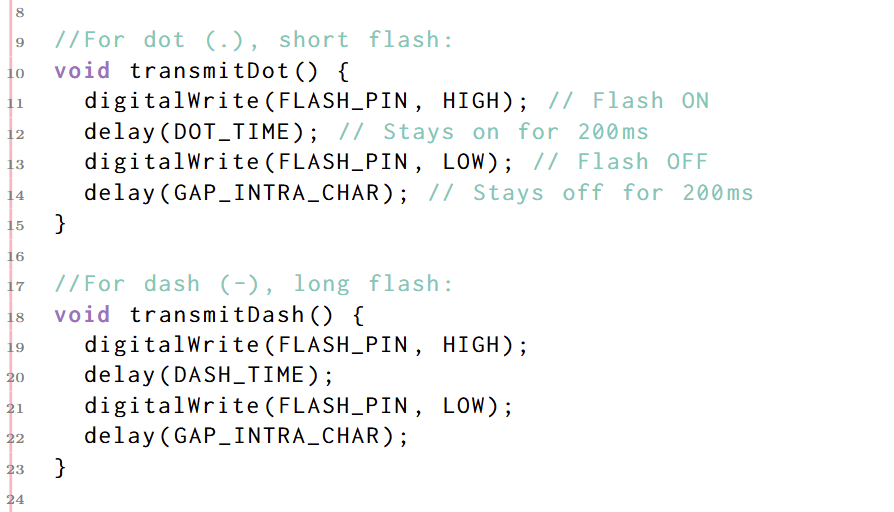 8
9 //For dot (.), short flash:
10 void transmitDot() {
11   digitalWrite(FLASH_PIN, HIGH); // Flash ON
12   delay(DOT_TIME); // Stays on for 200ms
13   digitalWrite(FLASH_PIN, LOW); // Flash OFF
14   delay(GAP_INTRA_CHAR); // Stays off for 200ms
15 }
16
17 //For dash (-), long flash:
18 void transmitDash() {
19   digitalWrite(FLASH_PIN, HIGH);
20   delay(DASH_TIME);
21   digitalWrite(FLASH_PIN, LOW);
22   delay(GAP_INTRA_CHAR);
23 }
24